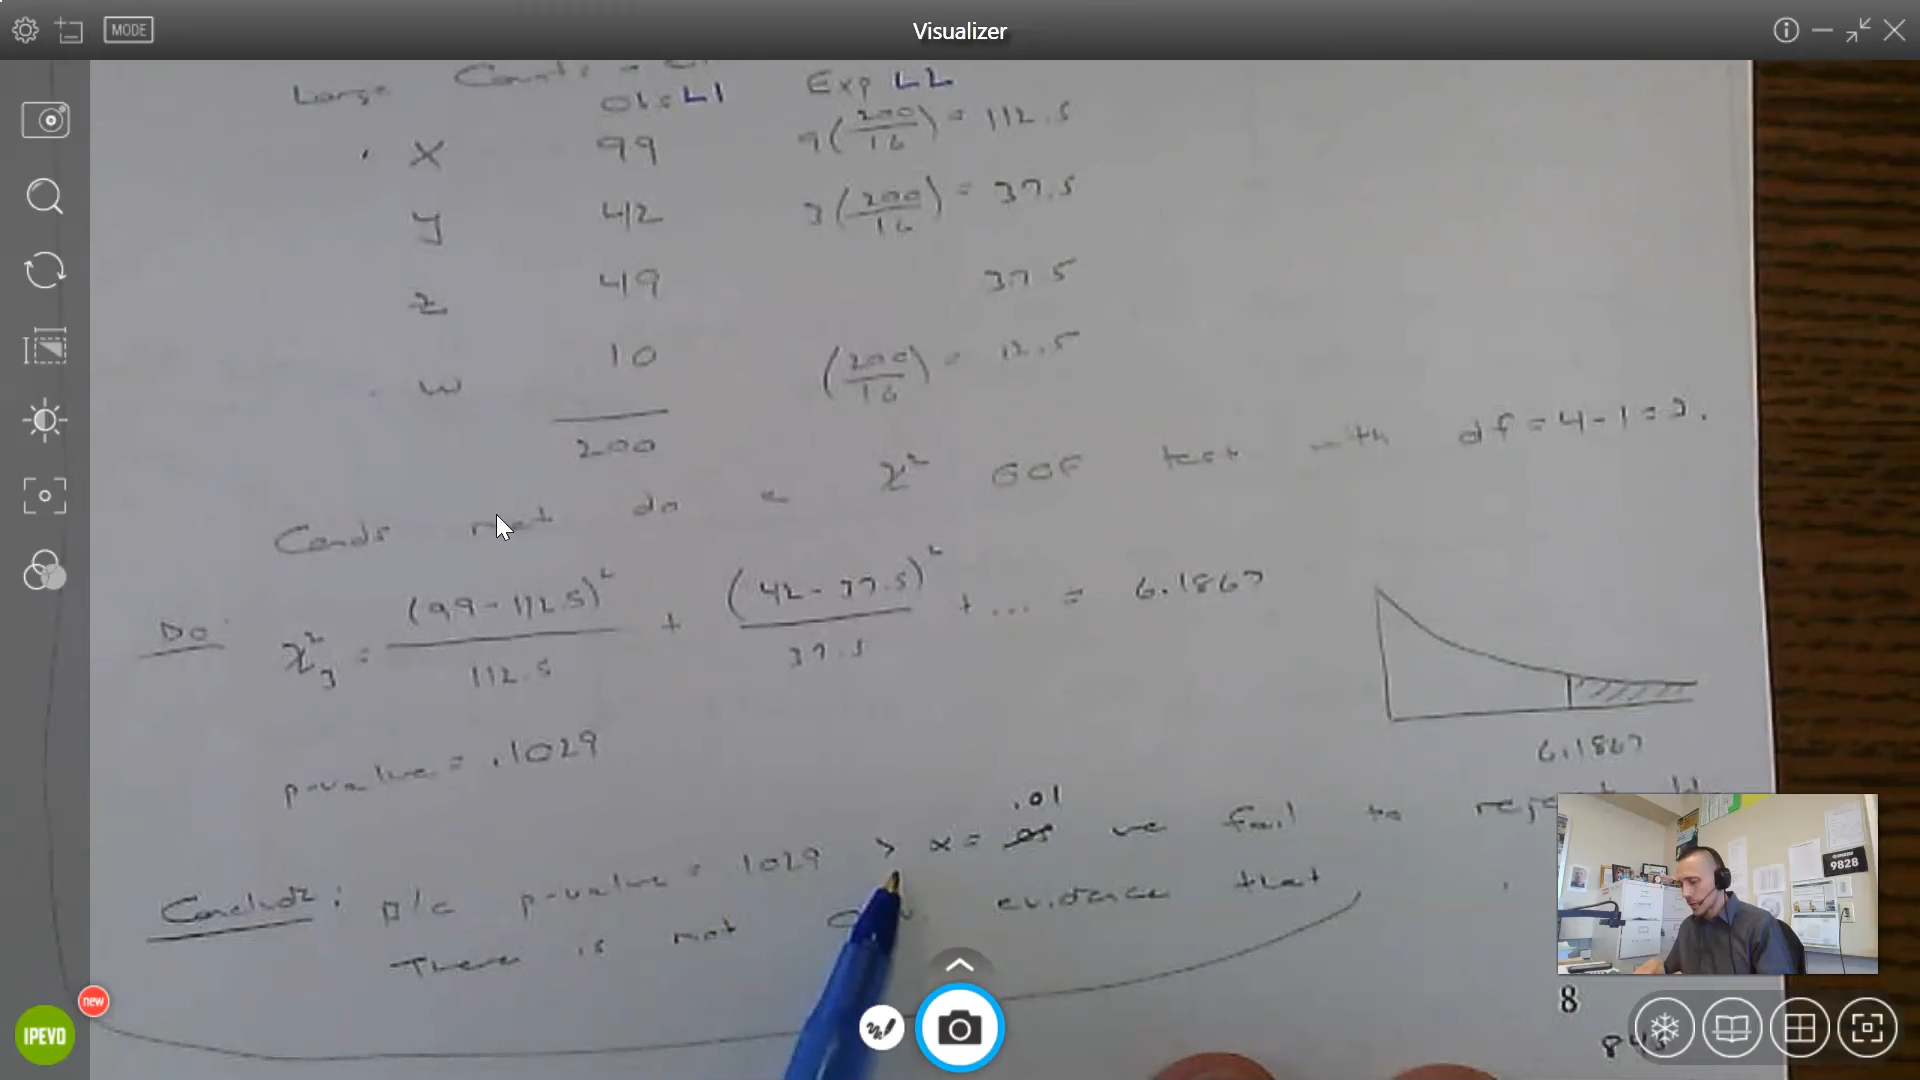 MODE
Visualizer
Large Counts -
Obs L1 Exp L2
X 99 9(200/16) = 112.5
y 42 3(200/16) = 37.5
z 49 37.5
w 10 (200/16) = 12.5
200
Conds met do a χ² GOF test with df = 4-1=3.
Do: χ²₃ = (99-112.5)²/112.5 + (42-37.5)²/37.5 + ... = 6.1867
6.1867
p-value = .1029
.01
Conclude: b/c p-value = 1029 > α = .05 we fail to reject H
There is not evidence that
9828
new
IPEVO
8